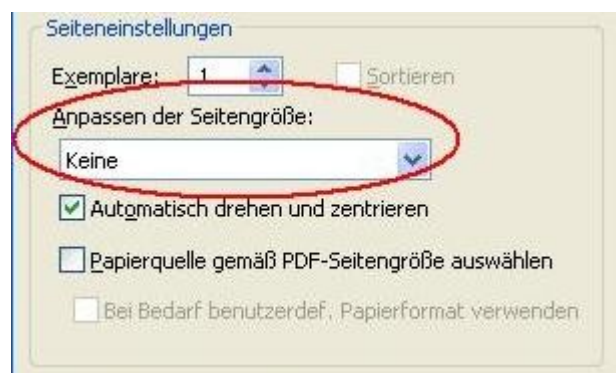 Seiteneinstellungen
Exemplare: 1 Sortieren
Anpassen der Seitengröße:
Keine
Automatisch drehen und zentrieren
Papierquelle gemäß PDF-Seitengröße auswählen
Bei Bedarf benutzerdef. Papierformat verwenden